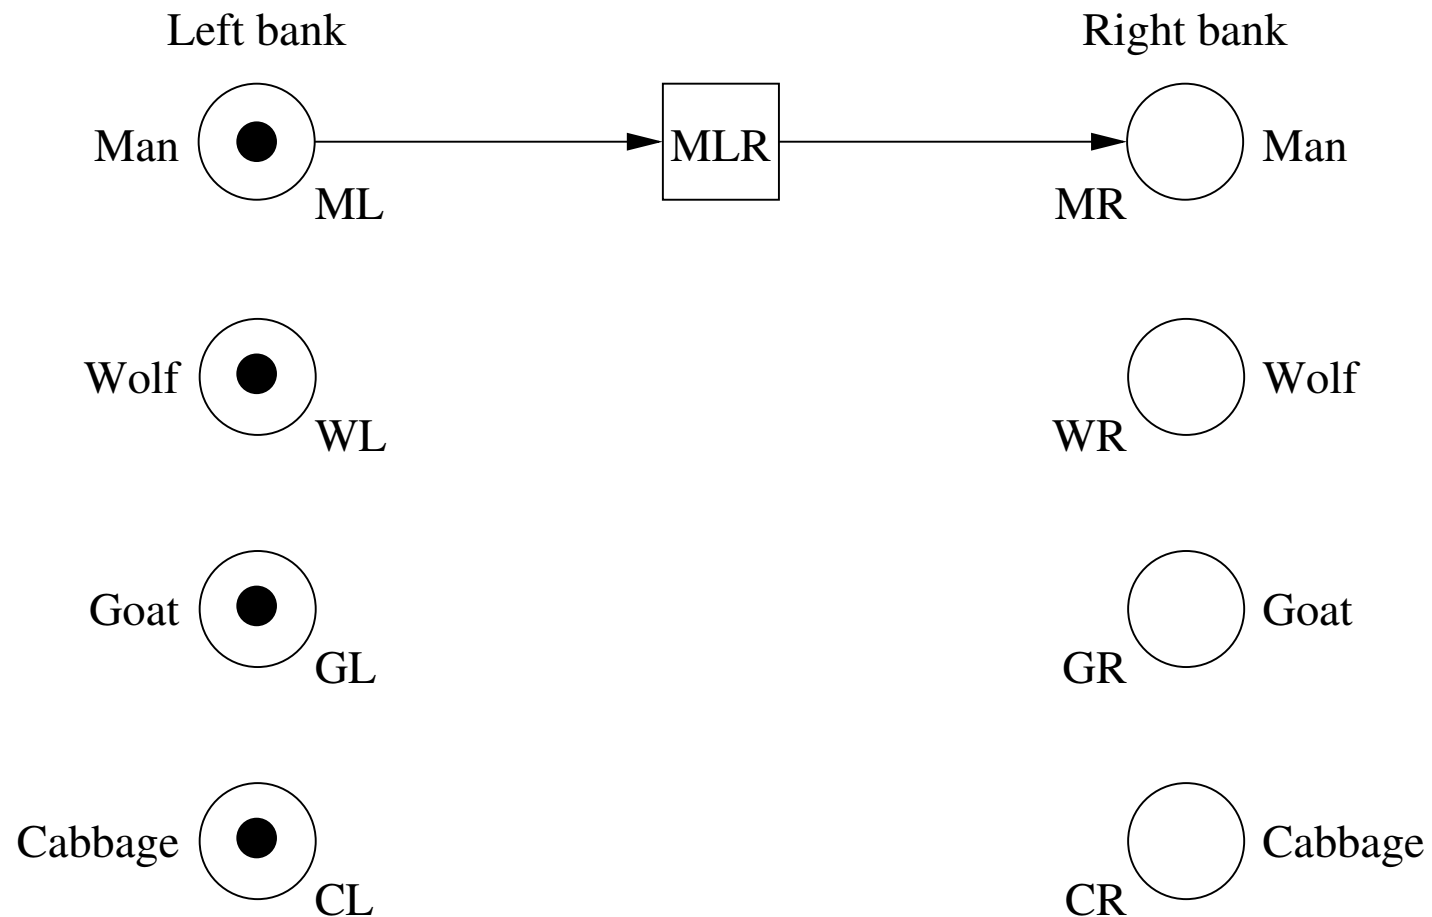 Left bank
Right bank
Man
MLR
Man
ML
MR
Wolf
Wolf
WL
WR
Goat
Goat
GL
GR
Cabbage
Cabbage
CL
CR